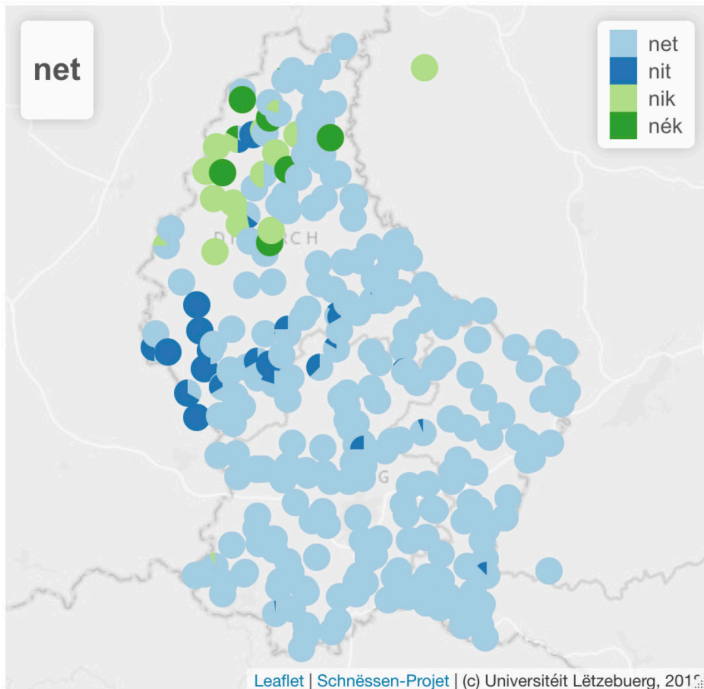 net
net
nit
nik
nék
G
Leaflet | Schnëssen-Projet | (c) Universitéit Lëtzebuerg, 201